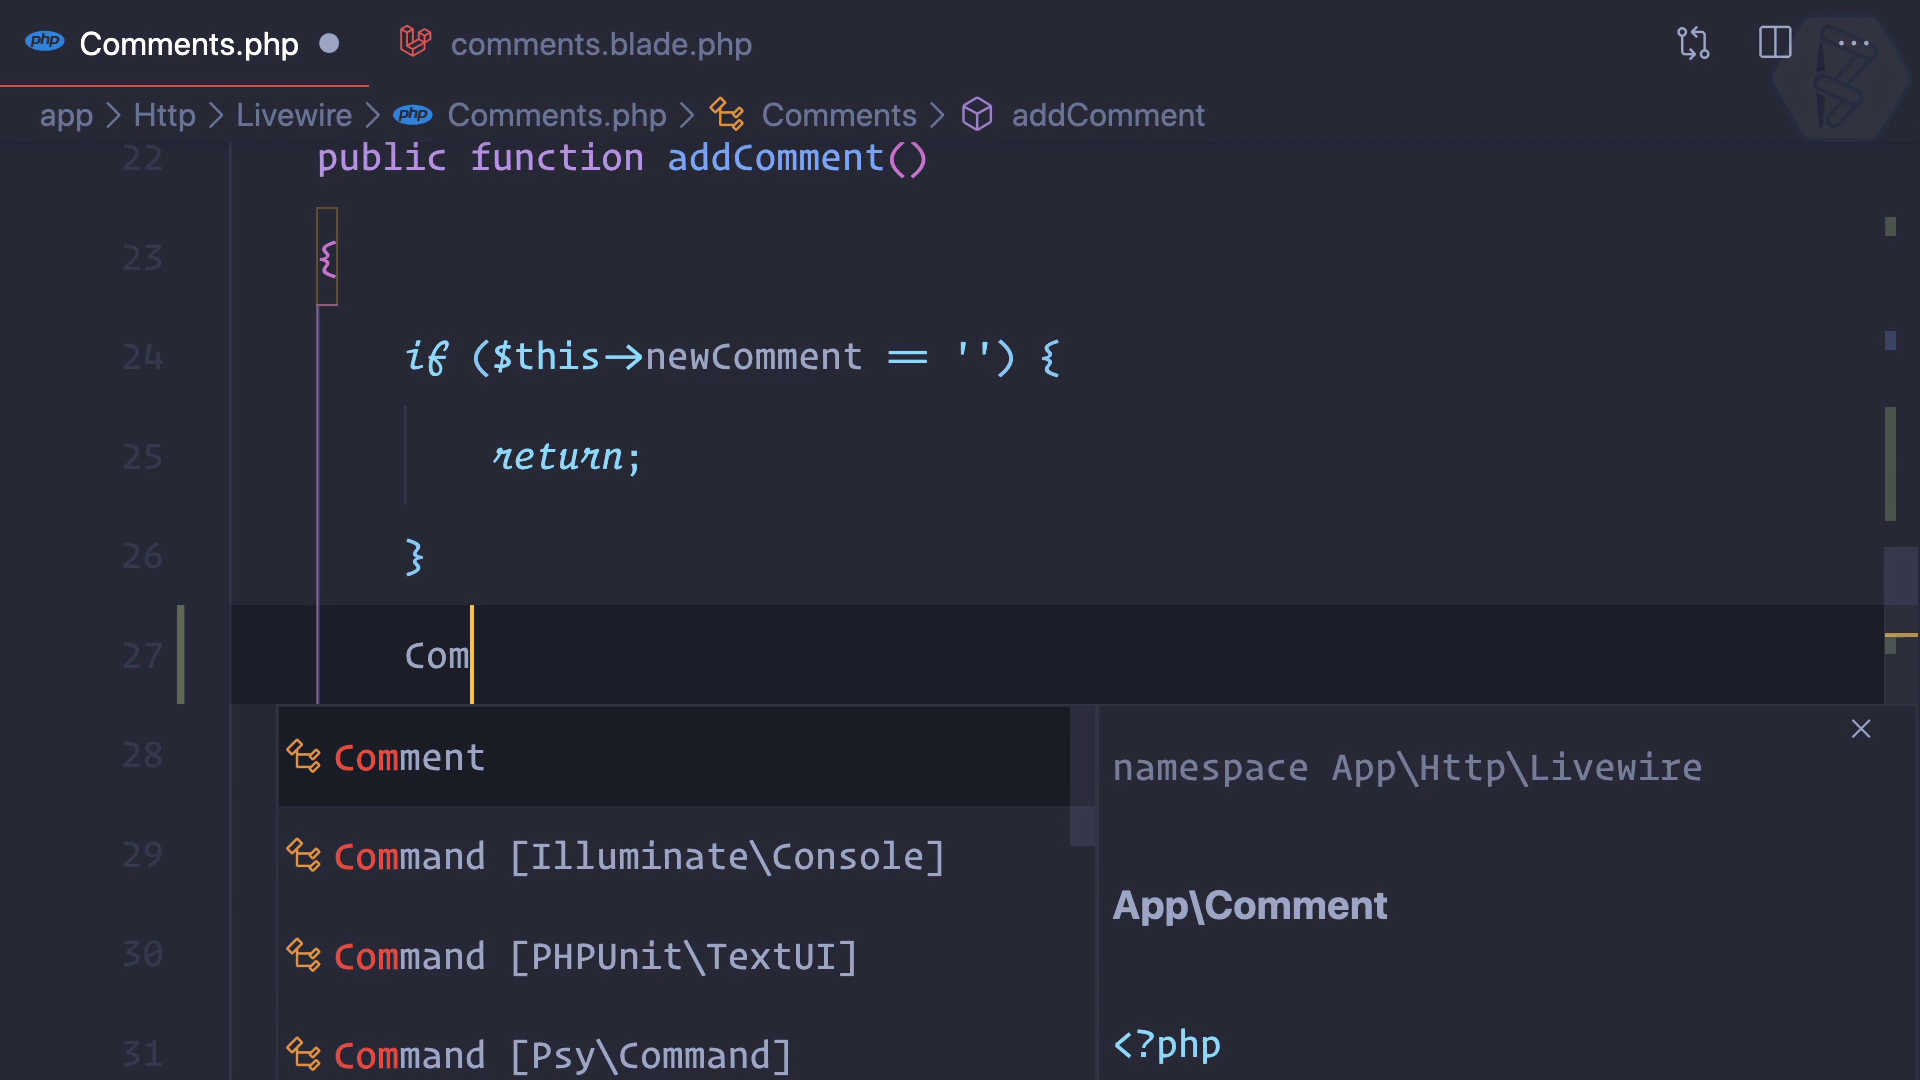 php Comments.php comments.blade.php
app > Http > Livewire > php Comments.php > Comments > addComment
22 public function addComment()
23 {
24 if ($this->newComment == '') {
25 return;
26 }
27 Com
28 Comment
namespace App\Http\Livewire
29 Command [Illuminate\Console]
App\Comment
30 Command [PHPUnit\TextUI]
31 Command [Psy\Command]
<?php